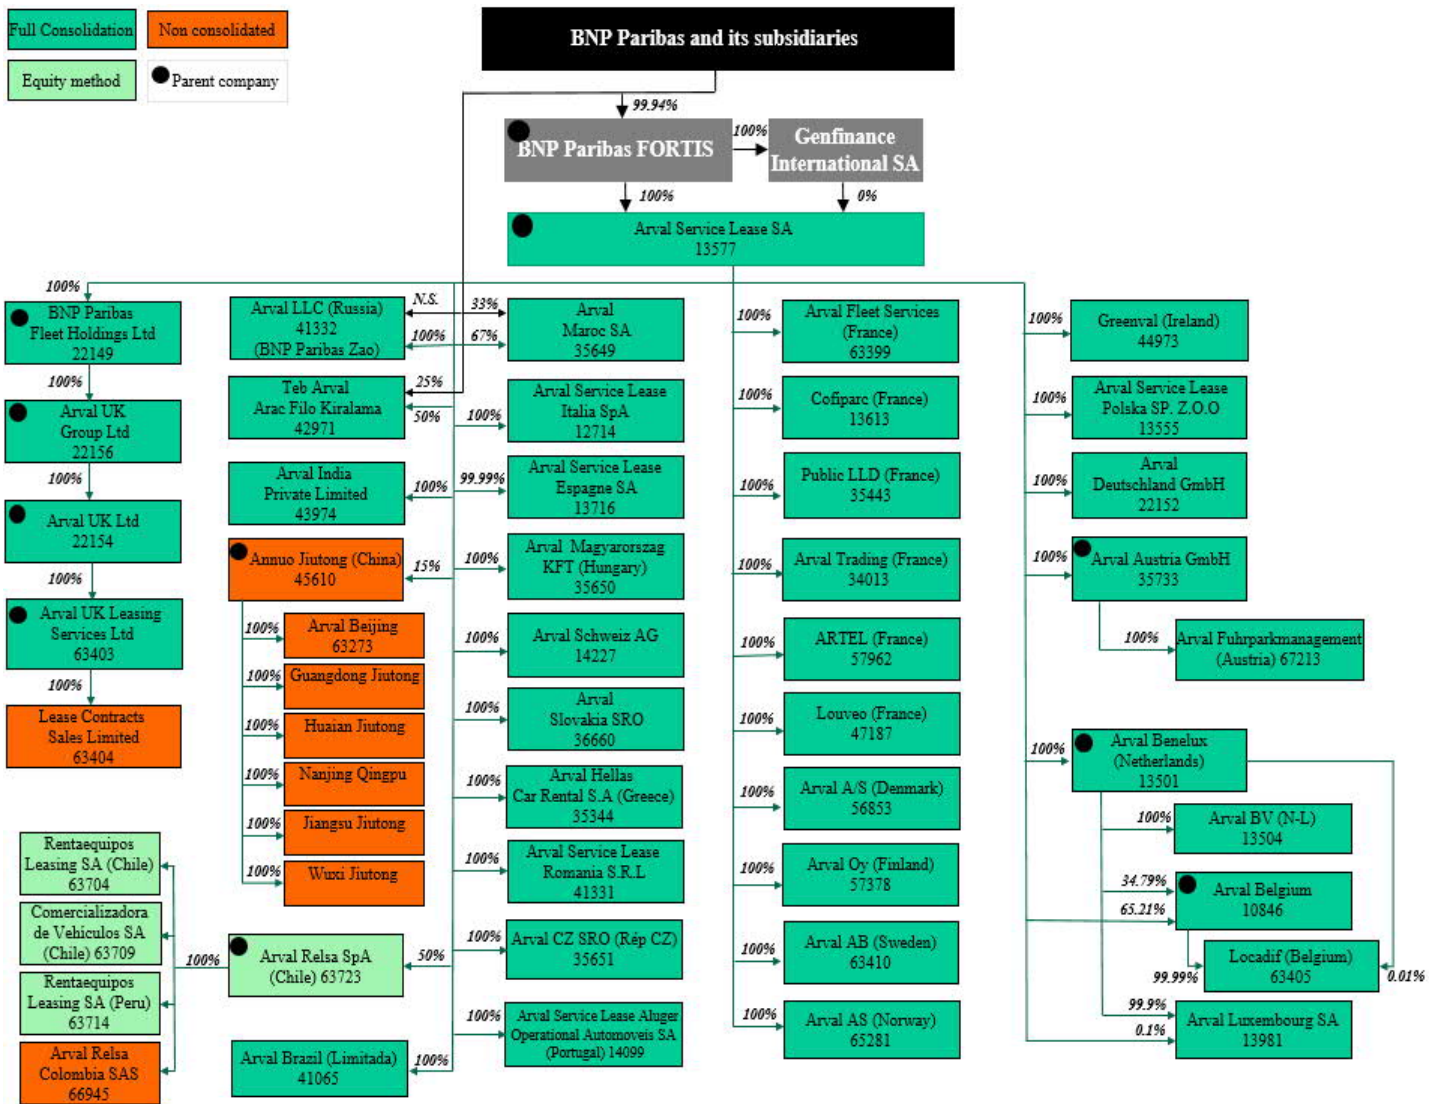 Full Consolidation
Non consolidated
Equity method
Parent company
BNP Paribas and its subsidiaries
99.94%
BNP Paribas FORTIS
100%
Genfinance
International SA
100%
0%
Arval Service Lease SA
13577
100%
BNP Paribas
Fleet Holdings Ltd
22149
100%
Arval UK
Group Ltd
22156
100%
Arval UK Ltd
22154
100%
Arval UK Leasing
Services Ltd
63403
100%
Lease Contracts
Sales Limited
63404
Rentaequipos
Leasing SA (Chile)
63704
Comercializadora
de Vehiculos SA
(Chile) 63709
Rentaequipos
Leasing SA (Peru)
63714
Arval Relsa
Colombia SAS
66945
100%
Arval LLC (Russia)
41332
(BNP Paribas Zao)
N.S.
100%
Teb Arval
Arac Filo Kiralama
42971
25%
50%
Arval India
Private Limited
43974
100%
Annuo Jiutong (China)
45610
15%
100%
Arval Beijing
63273
100%
Guangdong Jiutong
100%
Huaian Jiutong
100%
Nanjing Qingpu
100%
Jiangsu Jiutong
100%
Wuxi Jiutong
Arval Relsa SpA
(Chile) 63723
50%
Arval Brazil (Limitada)
41065
100%
33%
67%
Arval
Maroc SA
35649
100%
Arval Service Lease
Italia SpA
12714
99.99%
Arval Service Lease
Espagne SA
13716
100%
Arval Magyarorszag
KFT (Hungary)
35650
100%
Arval Schweiz AG
14227
100%
Arval
Slovakia SRO
36660
100%
Arval Hellas
Car Rental S.A (Greece)
35344
100%
Arval Service Lease
Romania S.R.L
41331
100%
Arval CZ SRO (Rép CZ)
35651
100%
Arval Service Lease Aluger
Operational Automoveis SA
(Portugal) 14099
100%
Arval Fleet Services
(France)
63399
100%
Cofiparc (France)
13613
100%
Public LLD (France)
35443
100%
Arval Trading (France)
34013
100%
ARTEL (France)
57962
100%
Louveo (France)
47187
100%
Arval A/S (Denmark)
56853
100%
Arval Oy (Finland)
57378
100%
Arval AB (Sweden)
63410
100%
Arval AS (Norway)
65281
100%
Greenval (Ireland)
44973
100%
Arval Service Lease
Polska SP. Z.O.O
13555
100%
Arval
Deutschland GmbH
22152
100%
Arval Austria GmbH
35733
100%
Arval Fuhrparkmanagement
(Austria) 67213
100%
Arval Benelux
(Netherlands)
13501
100%
Arval BV (N-L)
13504
34.79%
65.21%
Arval Belgium
10846
99.99%
Locadif (Belgium)
63405
0.01%
99.9%
0.1%
Arval Luxembourg SA
13981